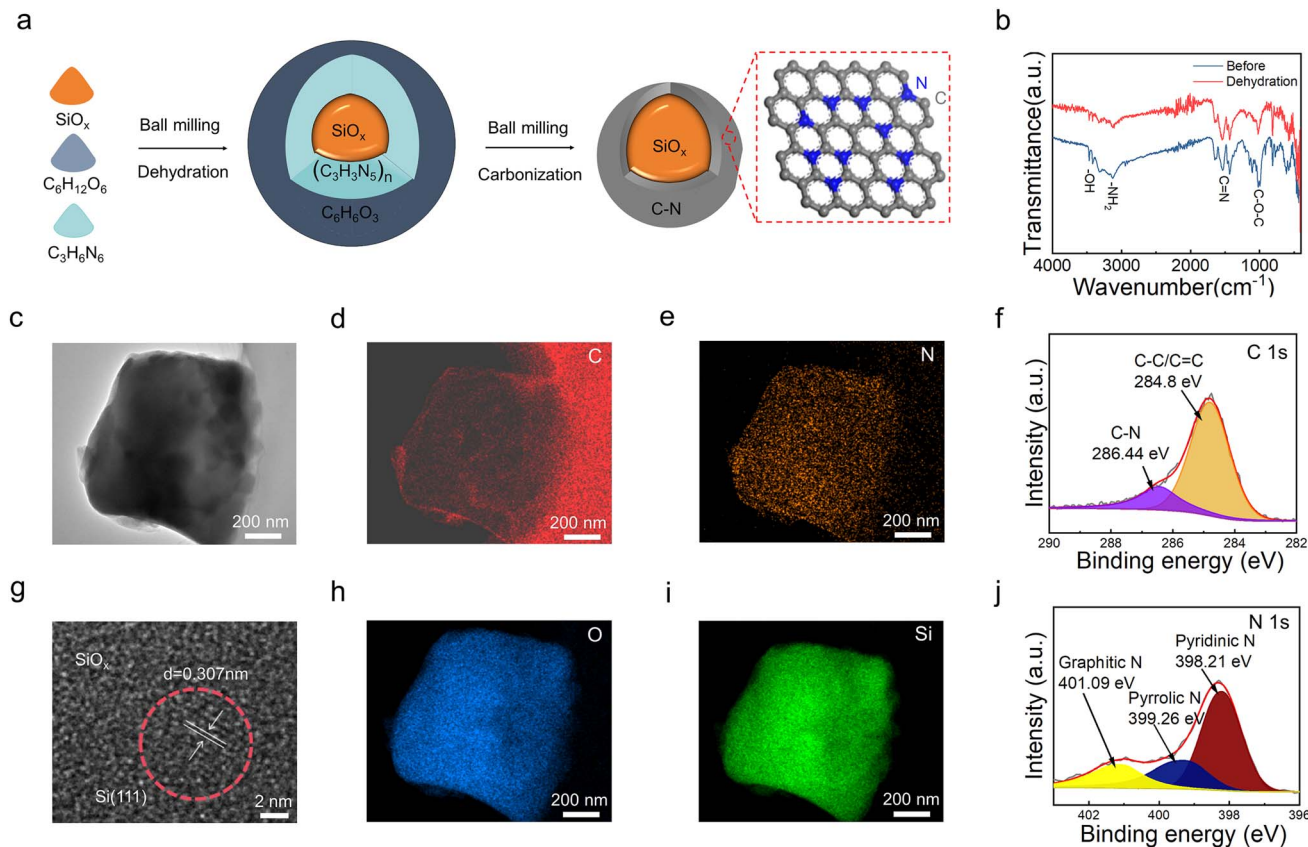 a
SiOₓ
C₆H₁₂O₆
C₃H₆N₆
Ball milling
Dehydration
SiOₓ
(C₃H₃N₅)ₙ
C₆H₆O₃
Ball milling
Carbonization
SiOₓ
C-N
N
C
b
Before
Dehydration
-OH
-NH₂
C=N
C-O-C
Transmittance(a.u.)
4000 3000 2000 1000
Wavenumber(cm⁻¹)
c
200 nm
d
C
200 nm
e
N
200 nm
f
C 1s
C-C/C=C
284.8 eV
C-N
286.44 eV
Intensity (a.u.)
290 288 286 284 282
Binding energy (eV)
g
SiOₓ
d=0.307nm
Si(111)
2 nm
h
O
200 nm
i
Si
200 nm
j
N 1s
Pyridinic N
398.21 eV
Graphitic N
401.09 eV
Pyrrolic N
399.26 eV
Intensity (a.u.)
402 400 398 396
Binding energy (eV)